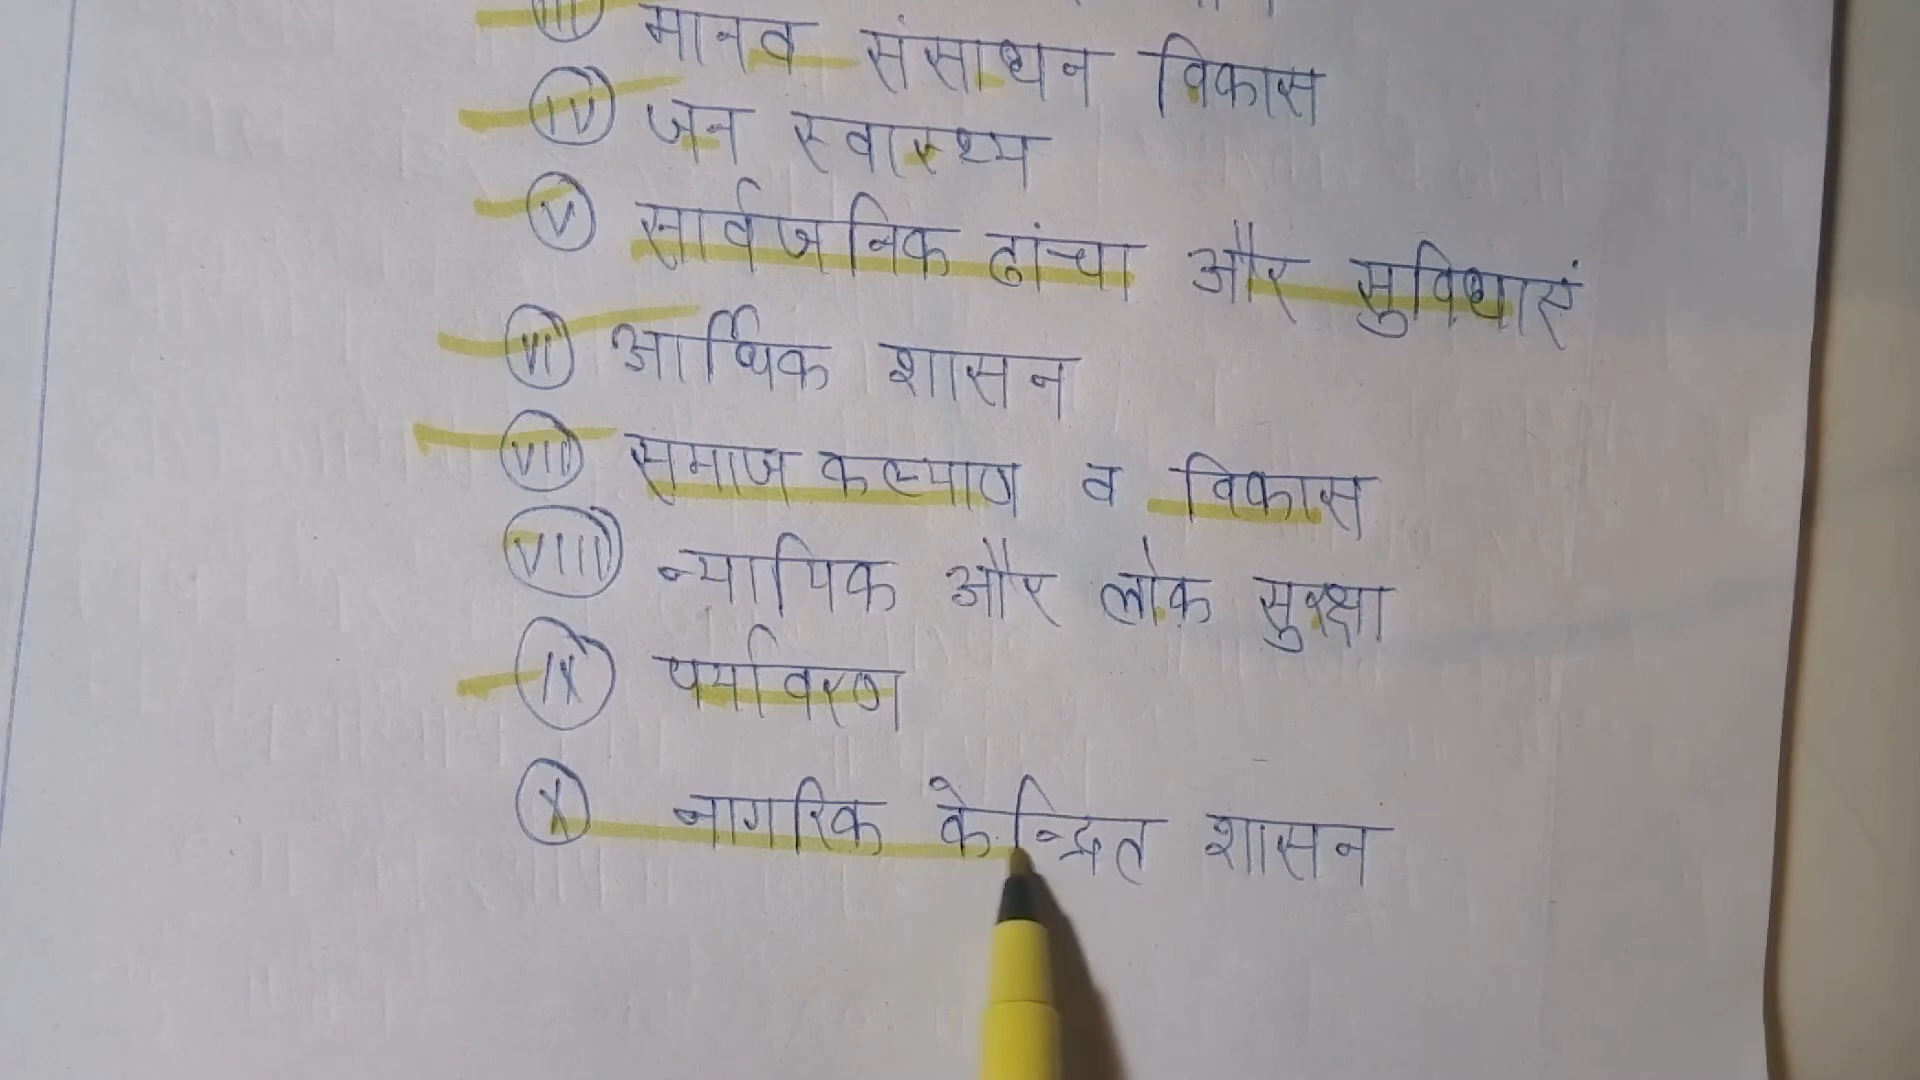 III मानव संसाधन विकास
IV जन स्वास्थ्य
V सार्वजनिक ढांचा और सुविधाएं
VI आर्थिक शासन
VII समाज कल्याण व विकास
VIII न्यायिक और लोक सुरक्षा
IX पर्यावरण
X नागरिक केन्द्रित शासन